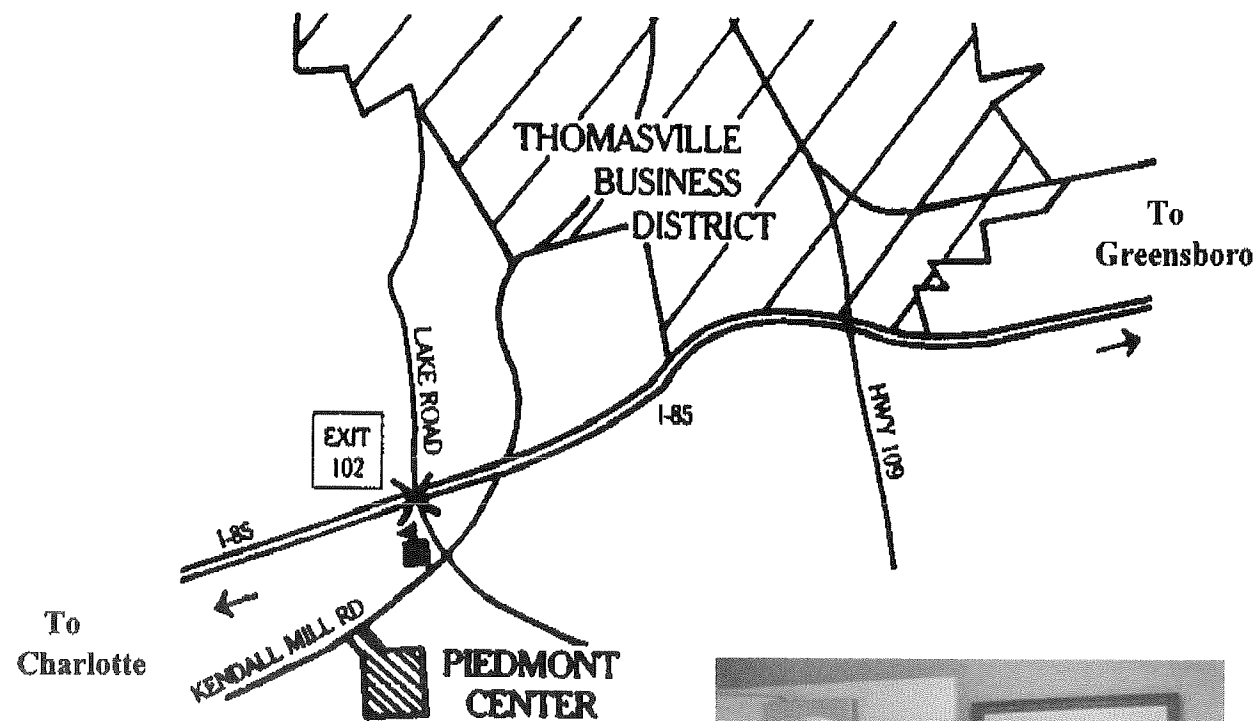 THOMASVILLE
BUSINESS
DISTRICT
To
Greensboro
LAKE ROAD
I-85
HWY 109
EXIT
102
I-85
To
Charlotte
KENDALL MILL RD
PIEDMONT
CENTER